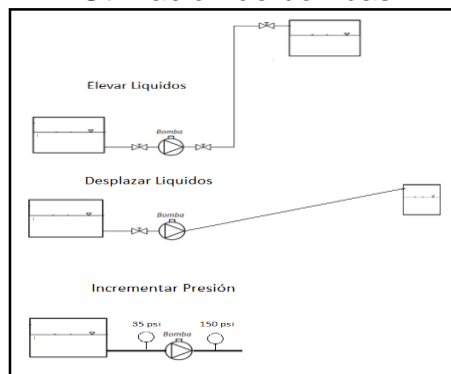 Elevar Liquidos
Bomba
Desplazar Liquidos
Bomba
Incrementar Presión
35 psi
150 psi
Bomba